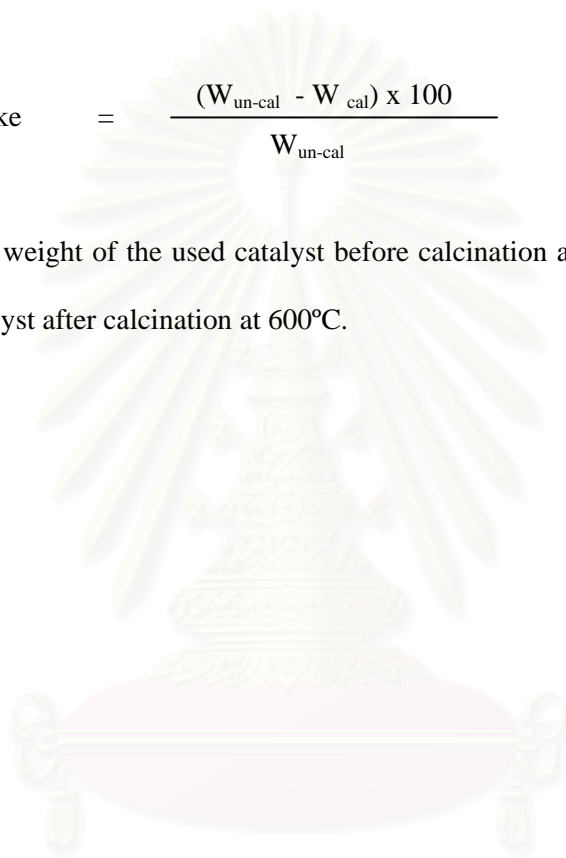 (W_un-cal - W_cal) x 100
ke =
W_un-cal
weight of the used catalyst before calcination a
yst after calcination at 600ºC.